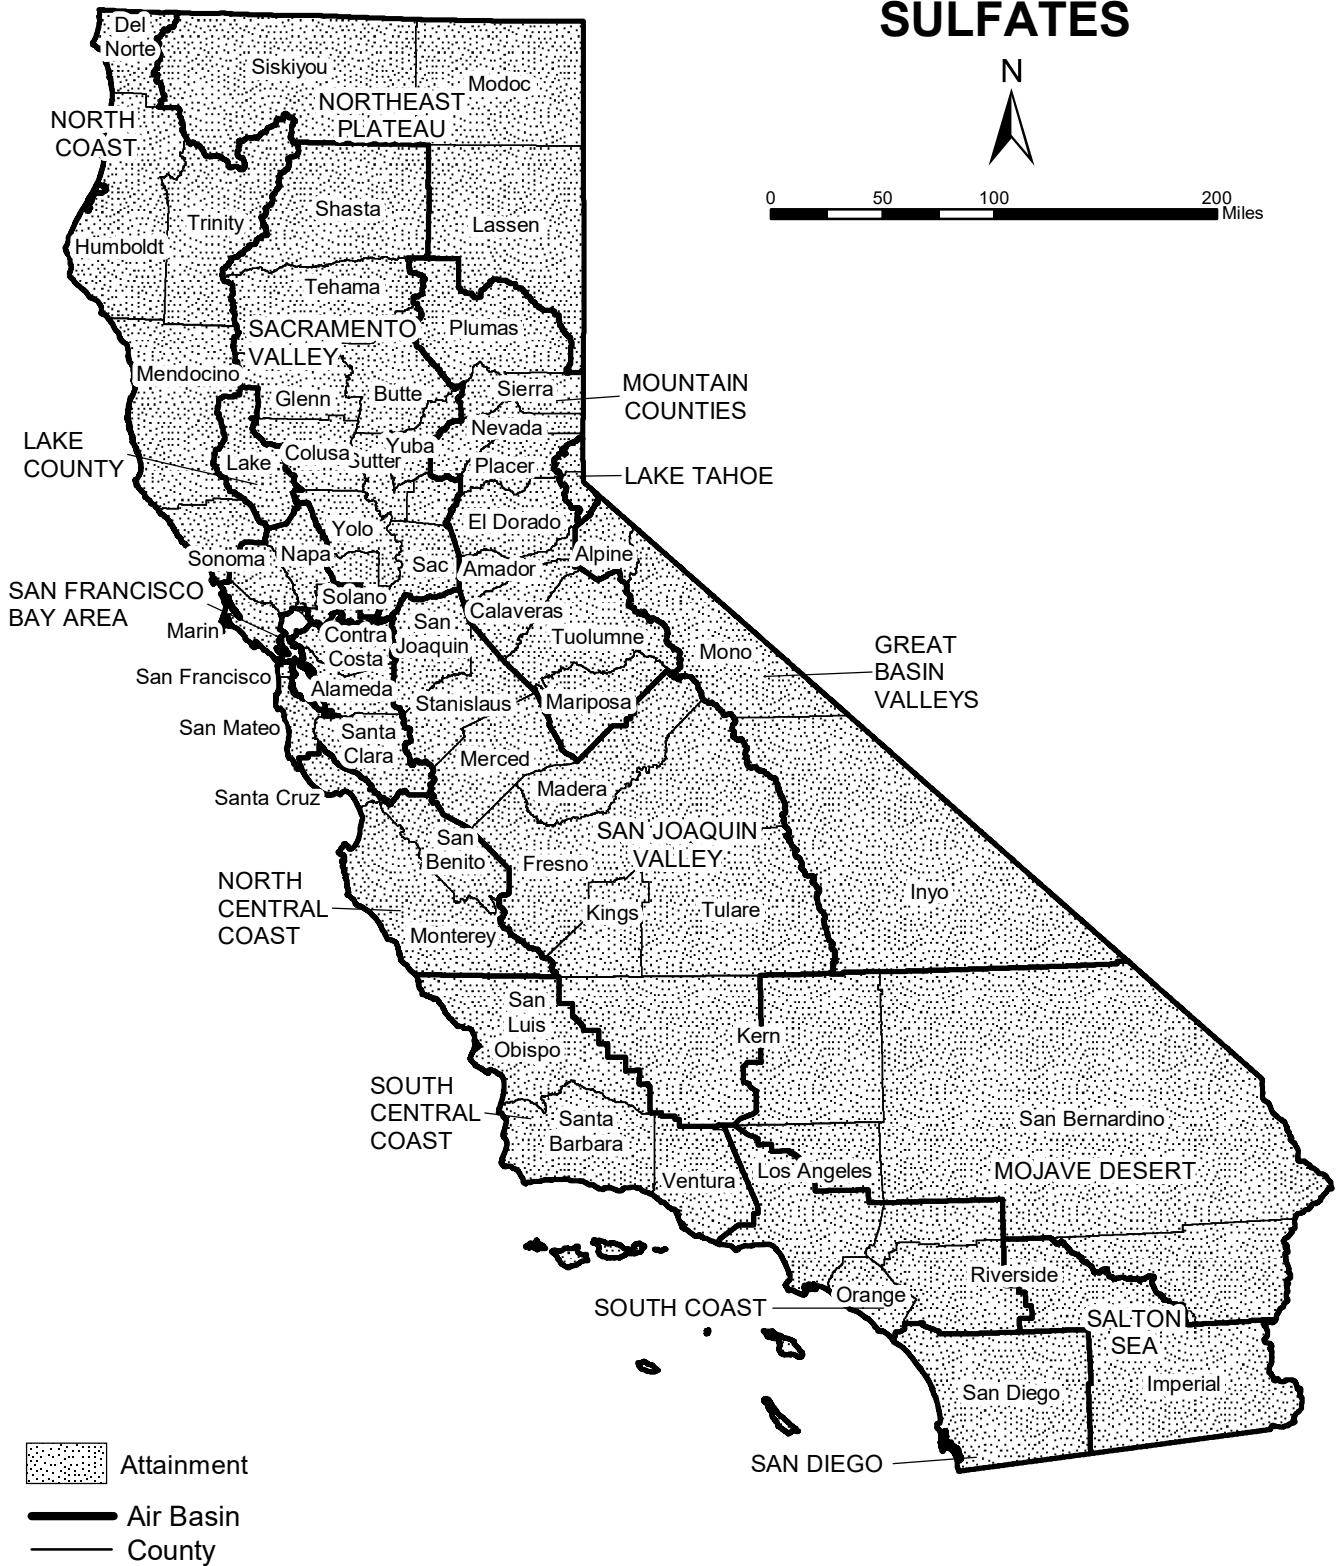 SULFATES
N
0 50 100 200
Miles
Del
Norte
Siskiyou
Modoc
NORTHEAST
PLATEAU
NORTH
COAST
Shasta
Trinity
Lassen
Humboldt
Tehama
SACRAMENTO
VALLEY
Plumas
Mendocino
Glenn
Butte
Sierra
MOUNTAIN
COUNTIES
Nevada
LAKE
COUNTY
Lake
Colusa
Sutter
Yuba
Placer
LAKE TAHOE
El Dorado
Yolo
Sonoma
Napa
Sac
Amador
Alpine
SAN FRANCISCO
BAY AREA
Solano
Marin
Contra
Costa
San
Joaquin
Calaveras
Tuolumne
Mono
GREAT
BASIN
VALLEYS
San Francisco
Alameda
Stanislaus
Mariposa
San Mateo
Santa
Clara
Merced
Santa Cruz
Madera
San
Benito
Fresno
SAN JOAQUIN
VALLEY
NORTH
CENTRAL
COAST
Monterey
Kings
Tulare
Inyo
San
Luis
Obispo
Kern
SOUTH
CENTRAL
COAST
Santa
Barbara
Ventura
Los Angeles
San Bernardino
MOJAVE DESERT
Riverside
Orange
SOUTH COAST
SALTON
SEA
San Diego
Imperial
SAN DIEGO
Attainment
Air Basin
County